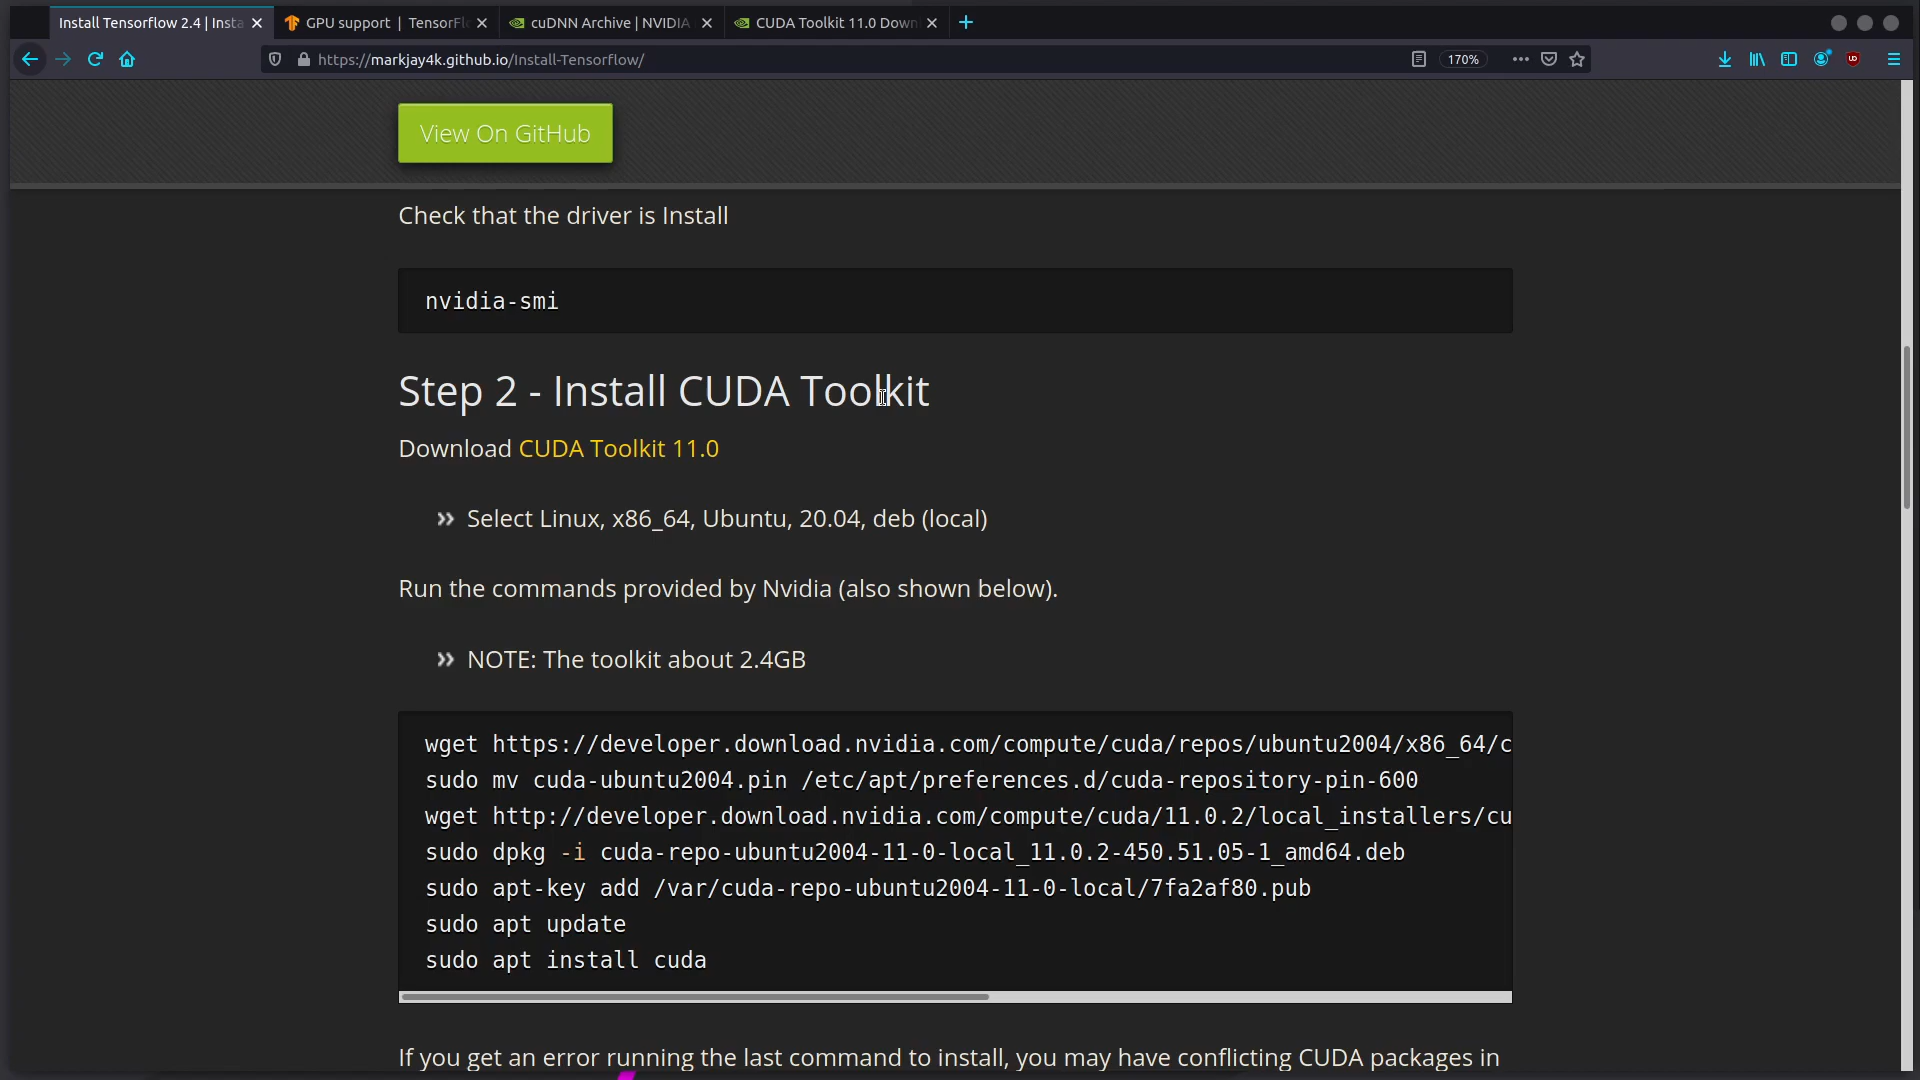 Install Tensorflow 2.4 | Insta
GPU support | TensorFl
cuDNN Archive | NVIDIA
CUDA Toolkit 11.0 Down
https://markjay4k.github.io/Install-Tensorflow/
170%
View On GitHub
Check that the driver is Install
nvidia-smi
Step 2 - Install CUDA Toolkit
Download CUDA Toolkit 11.0
Select Linux, x86_64, Ubuntu, 20.04, deb (local)
Run the commands provided by Nvidia (also shown below).
NOTE: The toolkit about 2.4GB
wget https://developer.download.nvidia.com/compute/cuda/repos/ubuntu2004/x86_64/c
sudo mv cuda-ubuntu2004.pin /etc/apt/preferences.d/cuda-repository-pin-600
wget http://developer.download.nvidia.com/compute/cuda/11.0.2/local_installers/cu
sudo dpkg -i cuda-repo-ubuntu2004-11-0-local_11.0.2-450.51.05-1_amd64.deb
sudo apt-key add /var/cuda-repo-ubuntu2004-11-0-local/7fa2af80.pub
sudo apt update
sudo apt install cuda
If you get an error running the last command to install, you may have conflicting CUDA packages in